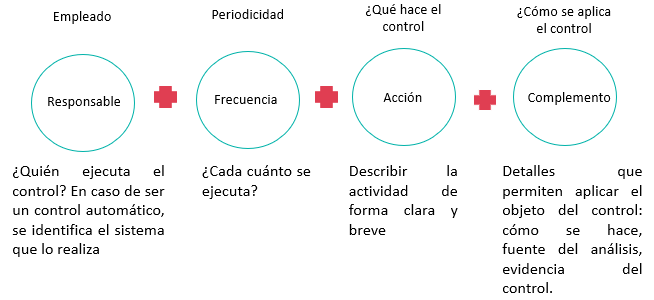 Empleado
Periodicidad
¿Qué hace el
control
¿Cómo se aplica
el control
Responsable
Frecuencia
Acción
Complemento
¿Quién ejecuta el
control? En caso de ser
un control automático,
se identifica el sistema
que lo realiza
¿Cada cuánto se
ejecuta?
Describir la
actividad de
forma clara y
breve
Detalles que
permiten aplicar el
objeto del control:
cómo se hace,
fuente del análisis,
evidencia del
control.